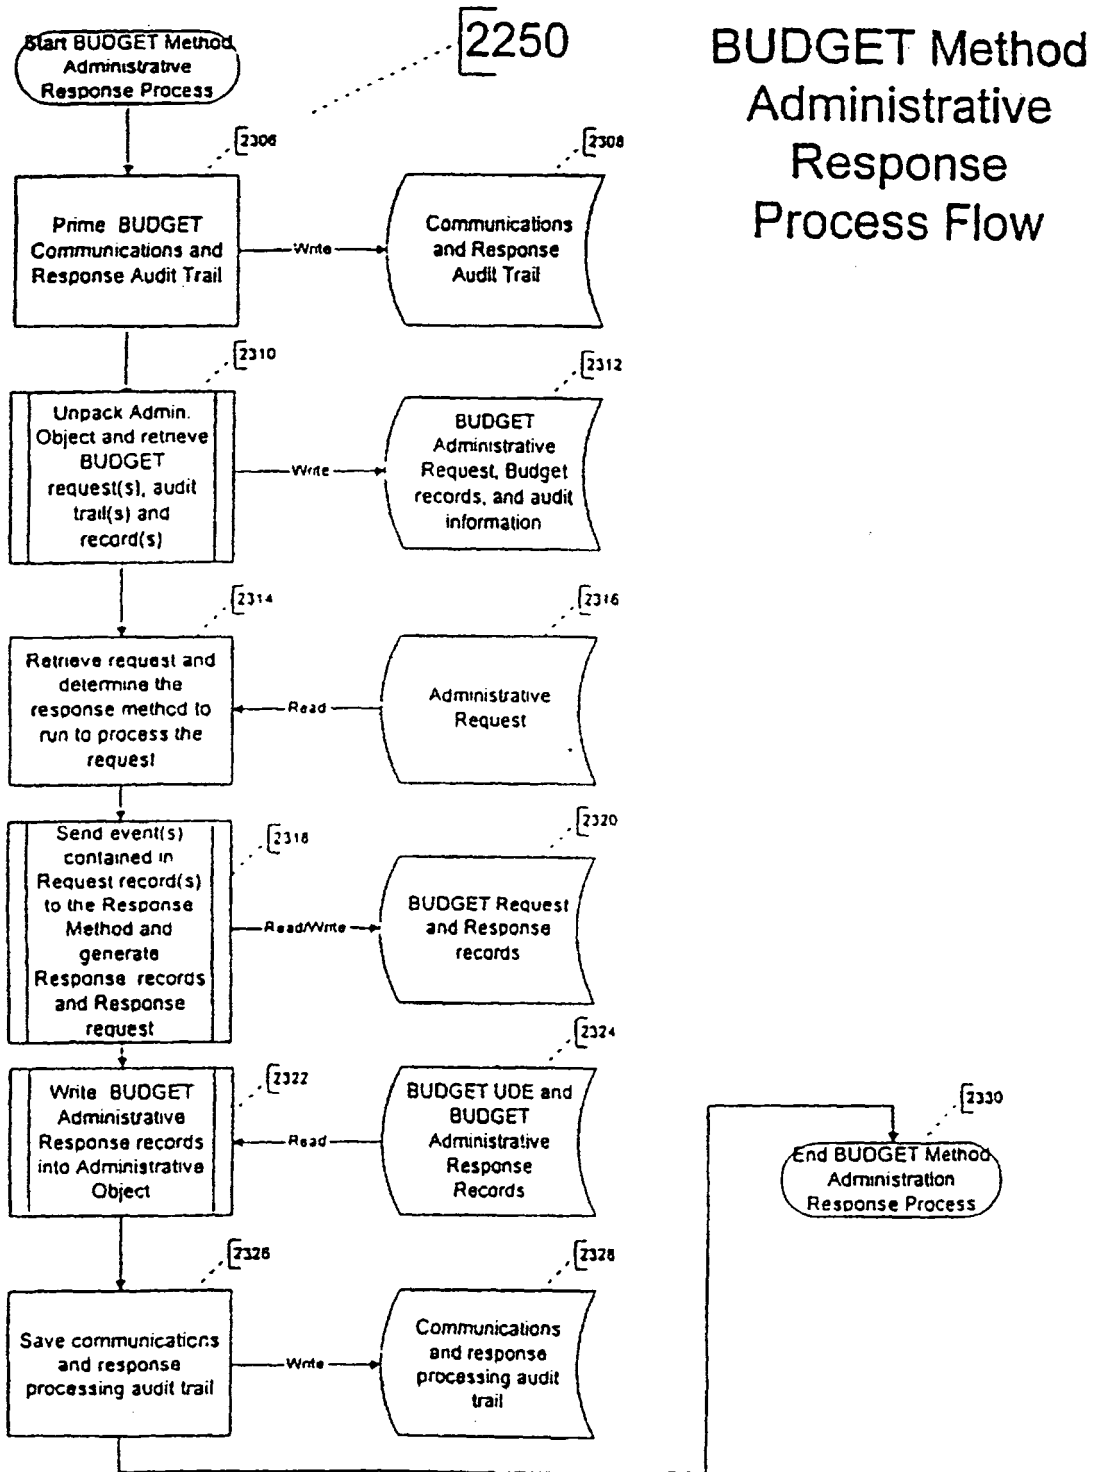 Start BUDGET Method
Administrative
Response Process
2250
BUDGET Method
Administrative
Response
Process Flow
2306
2308
Prime BUDGET
Communications and
Response Audit Trail
Write
Communications
and Response
Audit Trail
2310
2312
Unpack Admin.
Object and retrieve
BUDGET
request(s), audit
trail(s) and
record(s)
Write
BUDGET
Administrative
Request, Budget
records, and audit
information
2314
2316
Retrieve request and
determine the
response method to
run to process the
request
Read
Administrative
Request
2318
2320
Send event(s)
contained in
Request record(s)
to the Response
Method and
generate
Response records
and Response
request
Read/Write
BUDGET Request
and Response
records
2322
2324
Write BUDGET
Administrative
Response records
into Administrative
Object
Read
BUDGET UDE and
BUDGET
Administrative
Response
Records
2330
End BUDGET Method
Administration
Response Process
2326
2328
Save communications
and response
processing audit trail
Write
Communications
and response
processing audit
trail